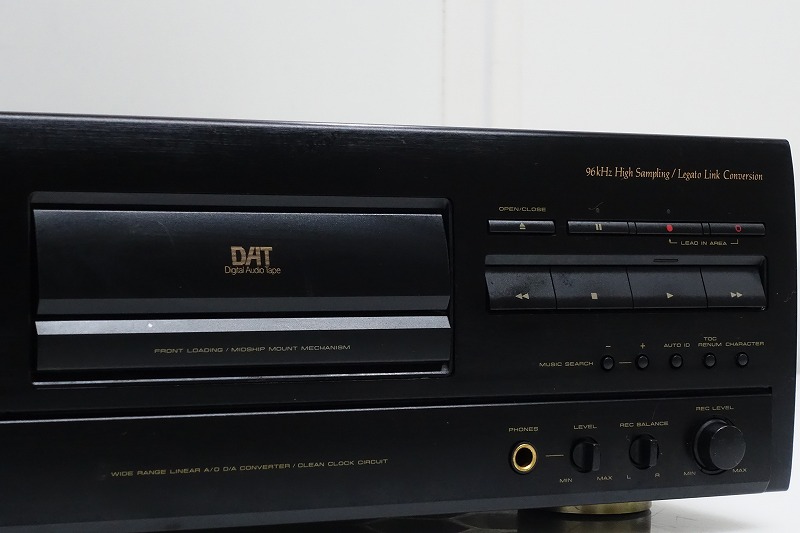 96kHz High Sampling / Legato Link Conversion
OPEN/CLOSE
LEAD IN AREA
DAT
Digital Audio Tape
FRONT LOADING / MIDSHIP MOUNT MECHANISM
MUSIC SEARCH
− + AUTO ID TOC RENUM CHARACTER
PHONES LEVEL REC BALANCE REC LEVEL
MIN MAX L R MIN MAX
WIDE RANGE LINEAR A/D D/A CONVERTER / CLEAN CLOCK CIRCUIT